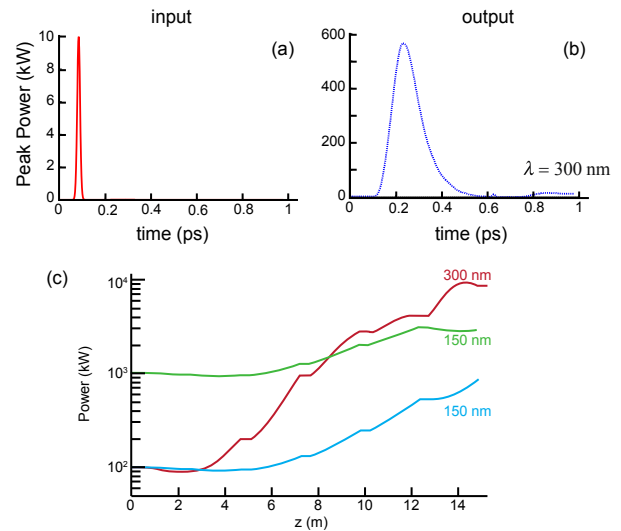 input
(a)
Peak Power (kW)
10
8
6
4
2
0
0
0.2
0.4
0.6
0.8
1
time (ps)
output
(b)
600
400
200
0
λ = 300 nm
0
0.2
0.4
0.6
0.8
1
time (ps)
(c)
Power (kW)
10⁴
10³
10²
300 nm
150 nm
150 nm
0
2
4
6
8
10
12
14
z (m)